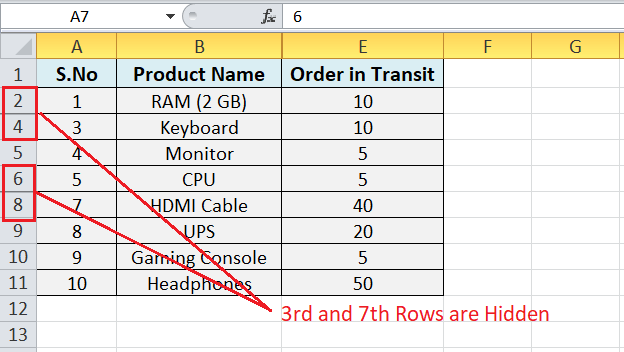 A7 fx 6
A B E F G
1 S.No Product Name Order in Transit
2 1 RAM (2 GB) 10
4 3 Keyboard 10
5 4 Monitor 5
6 5 CPU 5
8 7 HDMI Cable 40
9 8 UPS 20
10 9 Gaming Console 5
11 10 Headphones 50
12 3rd and 7th Rows are Hidden
13